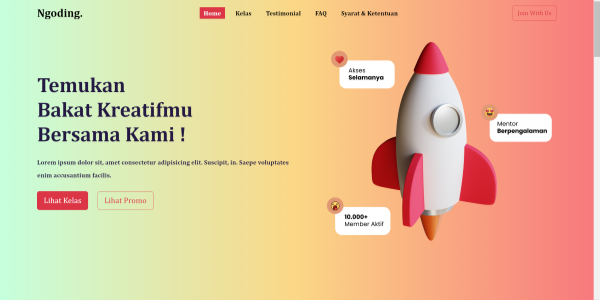 Ngoding.
Home Kelas Testimonial FAQ Syarat & Ketentuan
Join With Us
Temukan
Bakat Kreatifmu
Bersama Kami !
Lorem ipsum dolor sit, amet consectetur adipisicing elit. Suscipit, in. Saepe voluptates
enim accusantium facilis.
Lihat Kelas Lihat Promo
Akses
Selamanya
Mentor
Berpengalaman
10.000+
Member Aktif